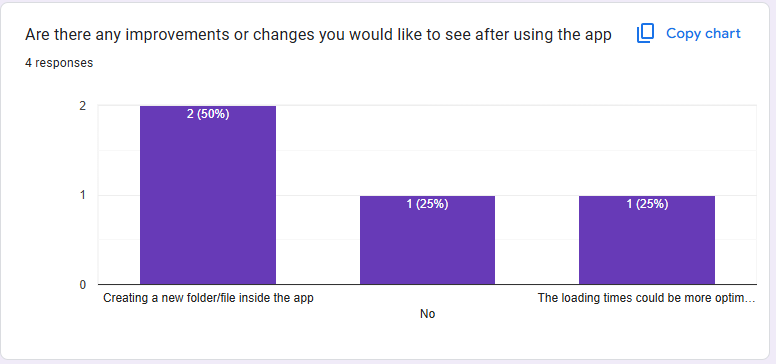 Are there any improvements or changes you would like to see after using the app
Copy chart
4 responses
2
2 (50%)
1
1 (25%)
1 (25%)
0
Creating a new folder/file inside the app
The loading times could be more optim…
No